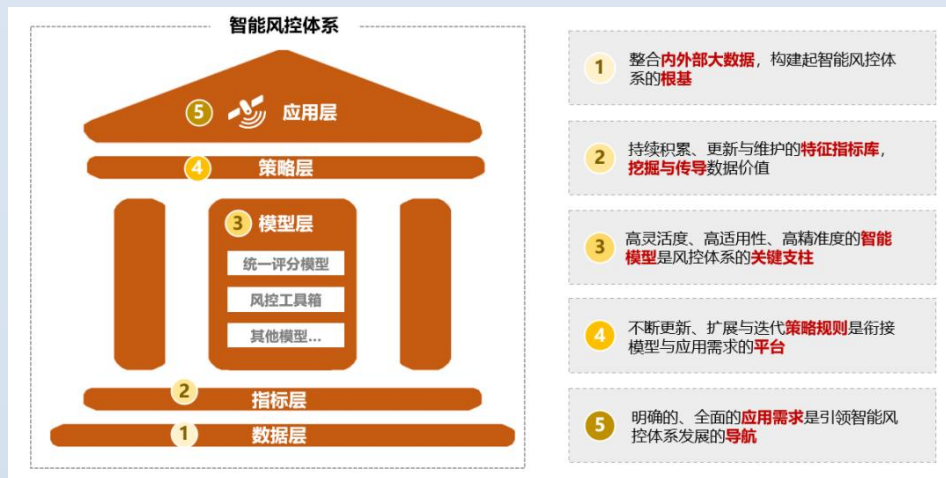 智能风控体系
5
应用层
4
策略层
3
模型层
统一评分模型
风控工具箱
其他模型...
2
指标层
1
数据层
1
整合内外部大数据，构建起智能风控体
系的根基
2
持续积累、更新与维护的特征指标库，
挖掘与传导数据价值
3
高灵活度、高适用性、高精准度的智能
模型是风控体系的关键支柱
4
不断更新、扩展与迭代策略规则是衔接
模型与应用需求的平台
5
明确的、全面的应用需求是引领智能风
控体系发展的导航